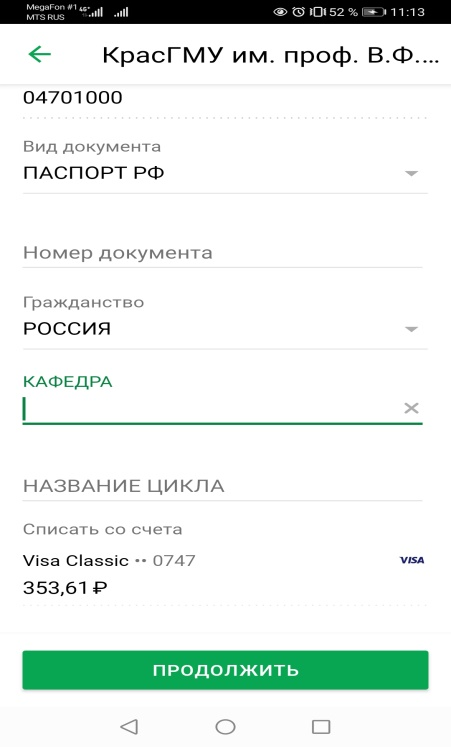 MegaFon #1 46+
MTS RUS
52 % 11:13
КрасГМУ им. проф. В.Ф....
04701000
Вид документа
ПАСПОРТ РФ
Номер документа
Гражданство
РОССИЯ
КАФЕДРА
НАЗВАНИЕ ЦИКЛА
Списать со счета
Visa Classic •• 0747
VISA
353,61 ₽
ПРОДОЛЖИТЬ